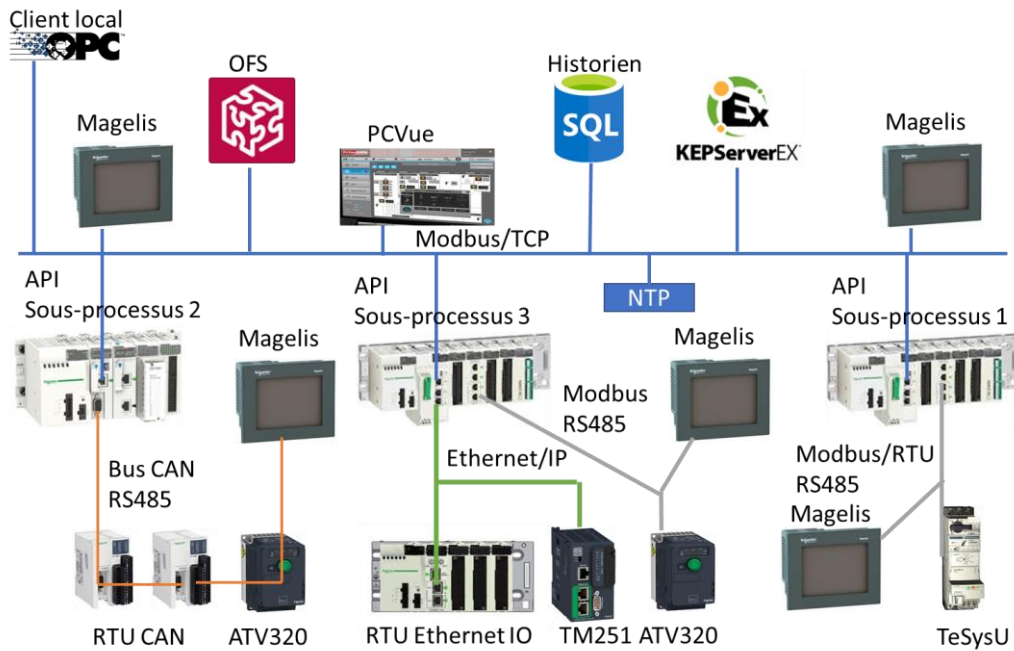 Client local
OPC
OFS
Historien
SQL
Ex
KEPServerEX
Magelis
PCVue
Magelis
Modbus/TCP
NTP
API
Sous-processus 2
API
Sous-processus 3
API
Sous-processus 1
Magelis
Magelis
Modbus
RS485
Ethernet/IP
Bus CAN
RS485
Modbus/RTU
RS485
Magelis
RTU CAN
ATV320
RTU Ethernet IO
TM251
ATV320
TeSysU